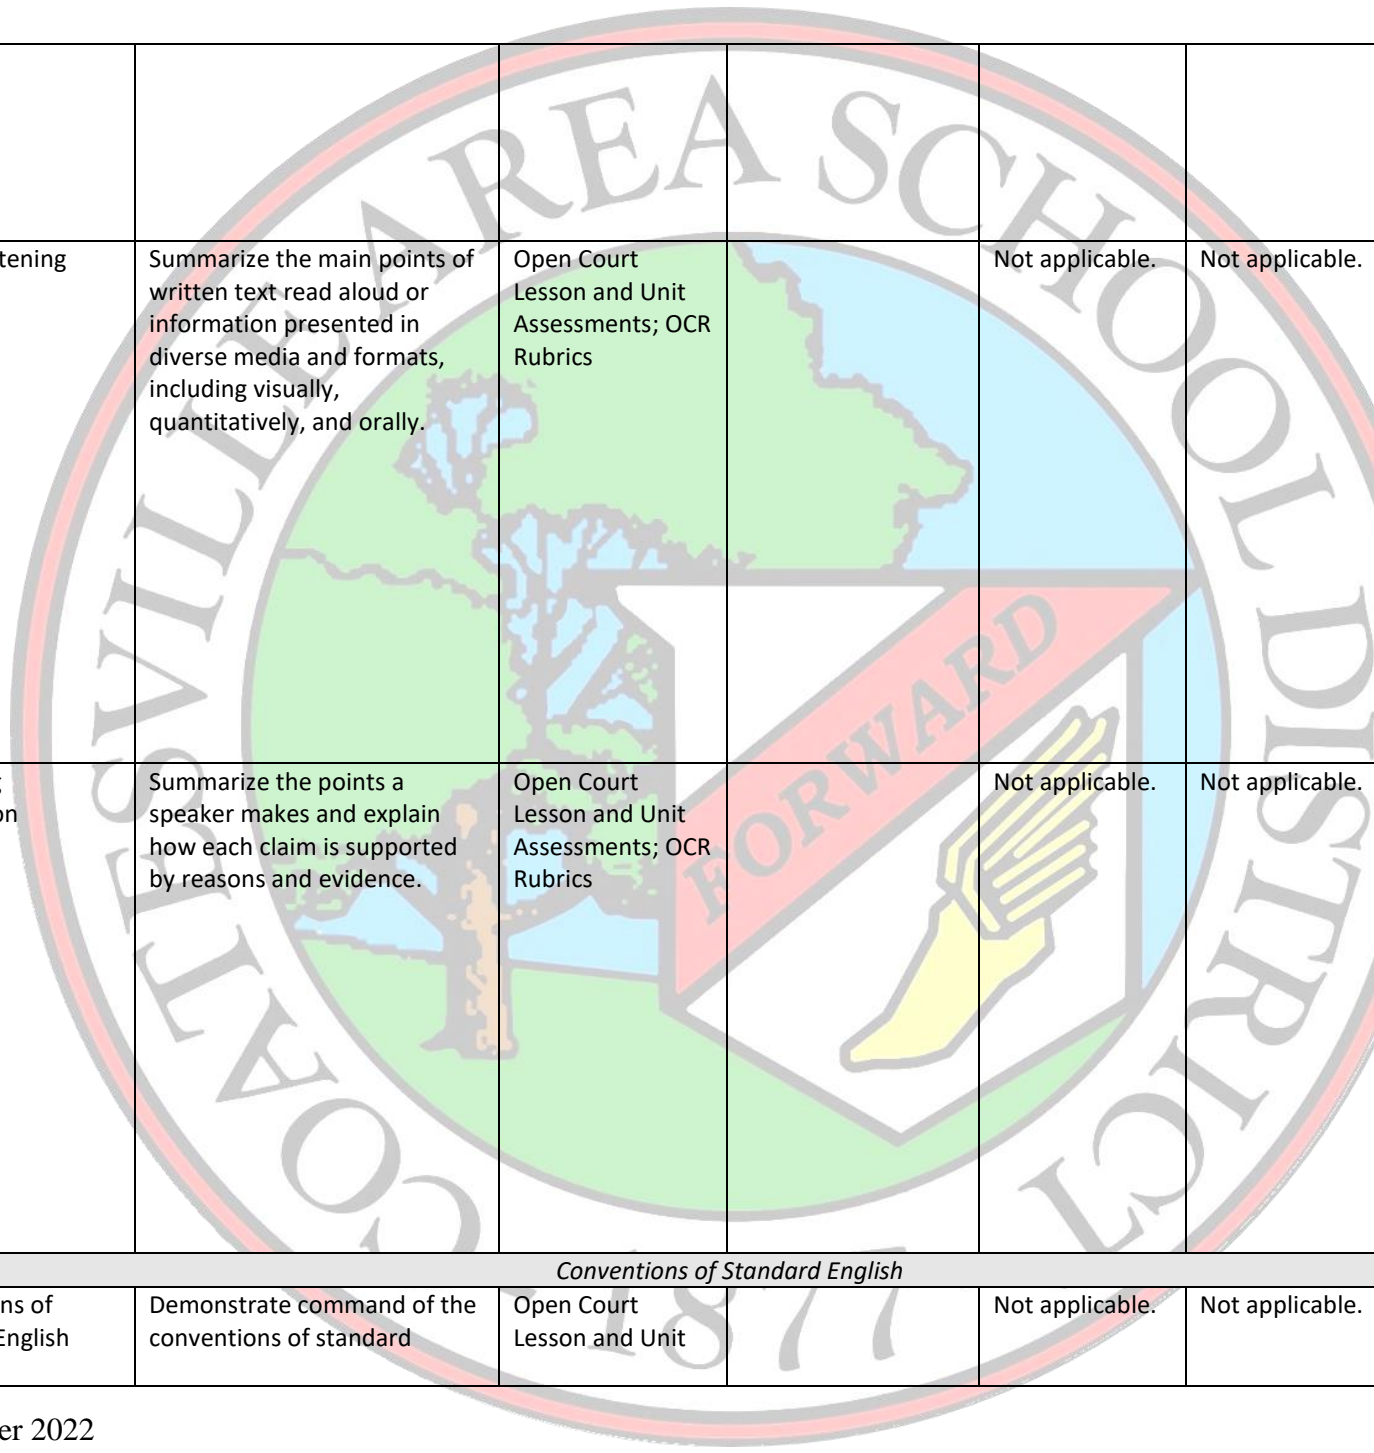 COATESVILLE AREA SCHOOL DISTRICT
FORWARD
1877
tening
Summarize the main points of
written text read aloud or
information presented in
diverse media and formats,
including visually,
quantitatively, and orally.
Open Court
Lesson and Unit
Assessments; OCR
Rubrics
Not applicable.
Not applicable.
on
Summarize the points a
speaker makes and explain
how each claim is supported
by reasons and evidence.
Open Court
Lesson and Unit
Assessments; OCR
Rubrics
Not applicable.
Not applicable.
Conventions of Standard English
ns of
English
Demonstrate command of the
conventions of standard
Open Court
Lesson and Unit
Not applicable.
Not applicable.
er 2022